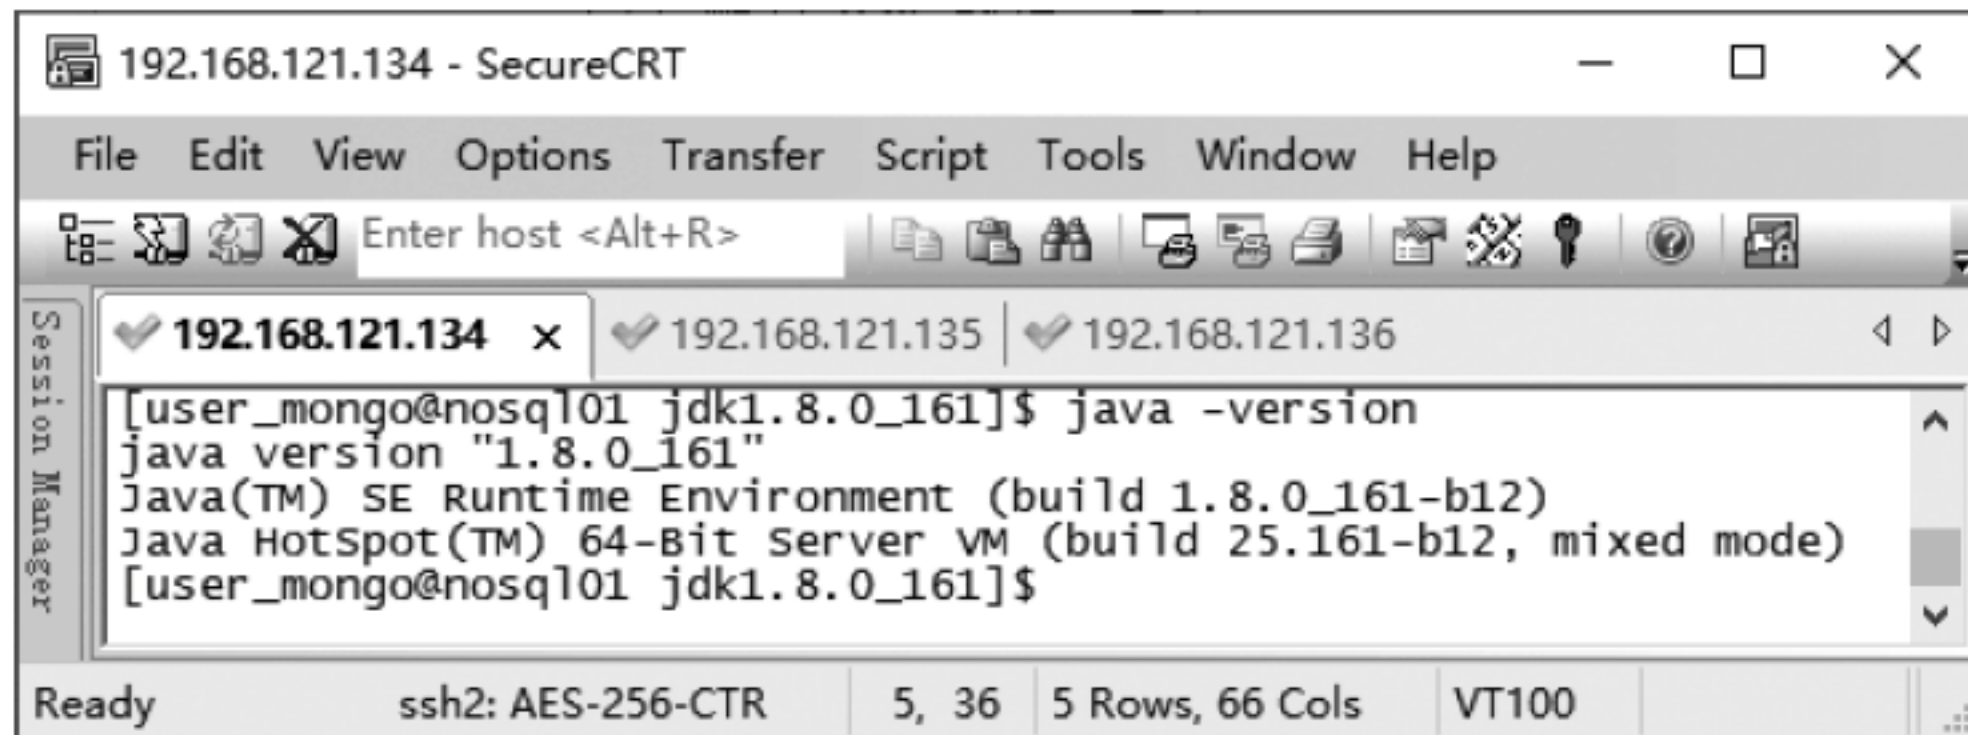 192.168.121.134 - SecureCRT
File Edit View Options Transfer Script Tools Window Help
Enter host <Alt+R>
Session Manager
192.168.121.134 x 192.168.121.135 192.168.121.136
[user_mongo@nosql01 jdk1.8.0_161]$ java -version
java version "1.8.0_161"
Java(TM) SE Runtime Environment (build 1.8.0_161-b12)
Java HotSpot(TM) 64-Bit Server VM (build 25.161-b12, mixed mode)
[user_mongo@nosql01 jdk1.8.0_161]$
Ready ssh2: AES-256-CTR 5, 36 5 Rows, 66 Cols VT100